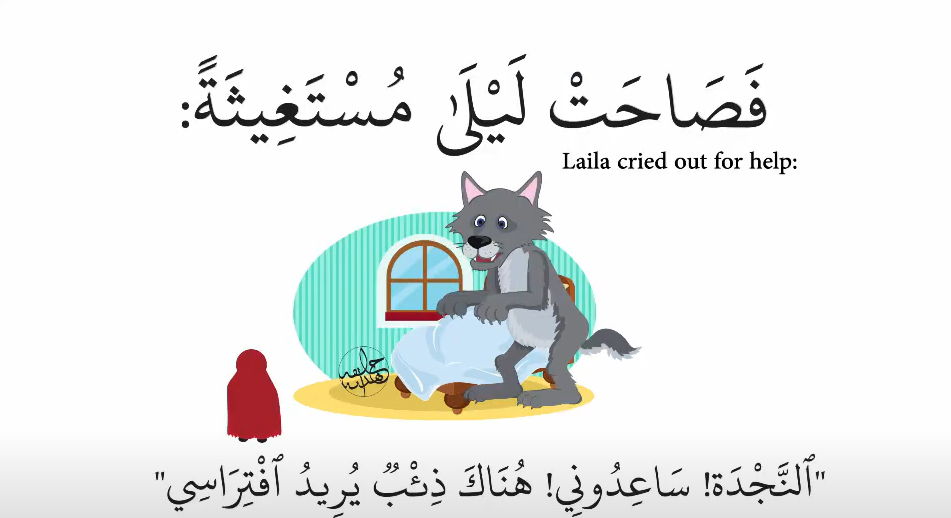 فَصَاحَتْ لَيْلَىٰ مُسْتَغِيثَةً:
Laila cried out for help:
"ٱلنَّجْدَة! سَاعِدُونِي! هُنَاكَ ذِئْبٌ يُرِيدُ ٱفْتِرَاسِي"